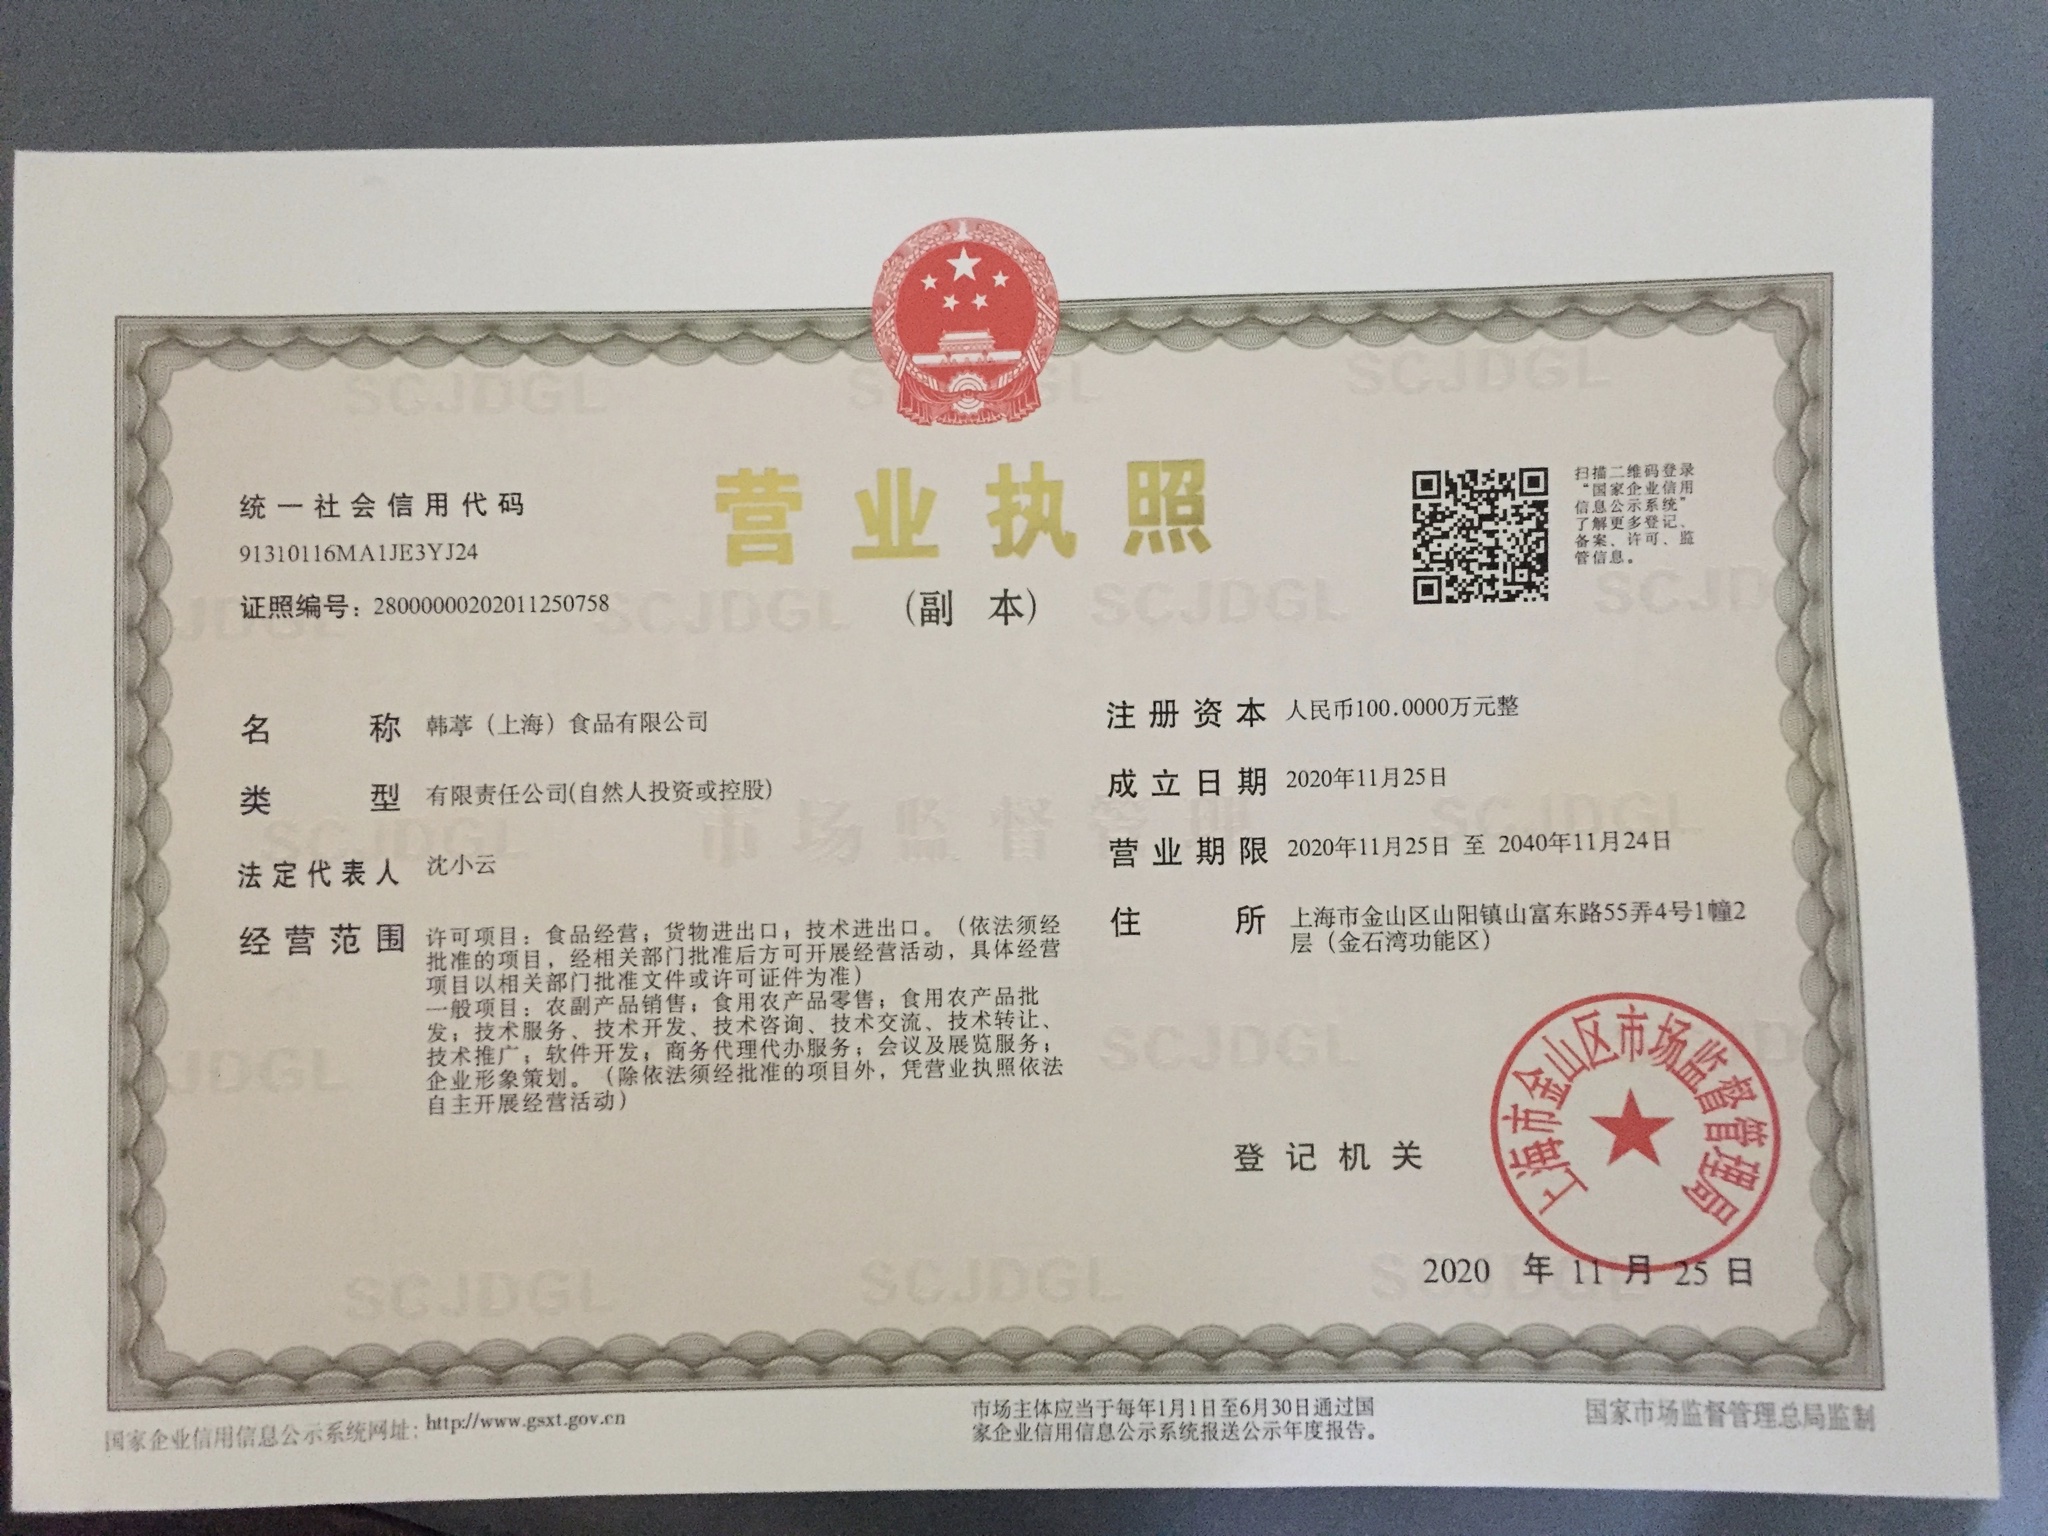 营业执照
(副 本)
统一社会信用代码
91310116MA1JE3YJ24
证照编号：28000000202011250758
扫描二维码登录
“国家企业信用
信息公示系统”
了解更多登记、
备案、许可、监
管信息。
名 称 韩葶（上海）食品有限公司
类 型 有限责任公司(自然人投资或控股)
法定代表人 沈小云
经营范围 许可项目：食品经营；货物进出口；技术进出口。（依法须经
批准的项目，经相关部门批准后方可开展经营活动，具体经营
项目以相关部门批准文件或许可证件为准）
一般项目：农副产品销售；食用农产品零售；食用农产品批
发；技术服务、技术开发、技术咨询、技术交流、技术转让、
技术推广；软件开发；商务代理代办服务；会议及展览服务；
企业形象策划。（除依法须经批准的项目外，凭营业执照依法
自主开展经营活动）
注册资本 人民币100.0000万元整
成立日期 2020年11月25日
营业期限 2020年11月25日 至 2040年11月24日
住 所 上海市金山区山阳镇山富东路55弄4号1幢2
层（金石湾功能区）
登记机关
上海市金山区市场监督管理局
2020 年 11 月 25 日
SCJDGL
市场监督管理
国家企业信用信息公示系统网址：http://www.gsxt.gov.cn
市场主体应当于每年1月1日至6月30日通过国
家企业信用信息公示系统报送公示年度报告。
国家市场监督管理总局监制